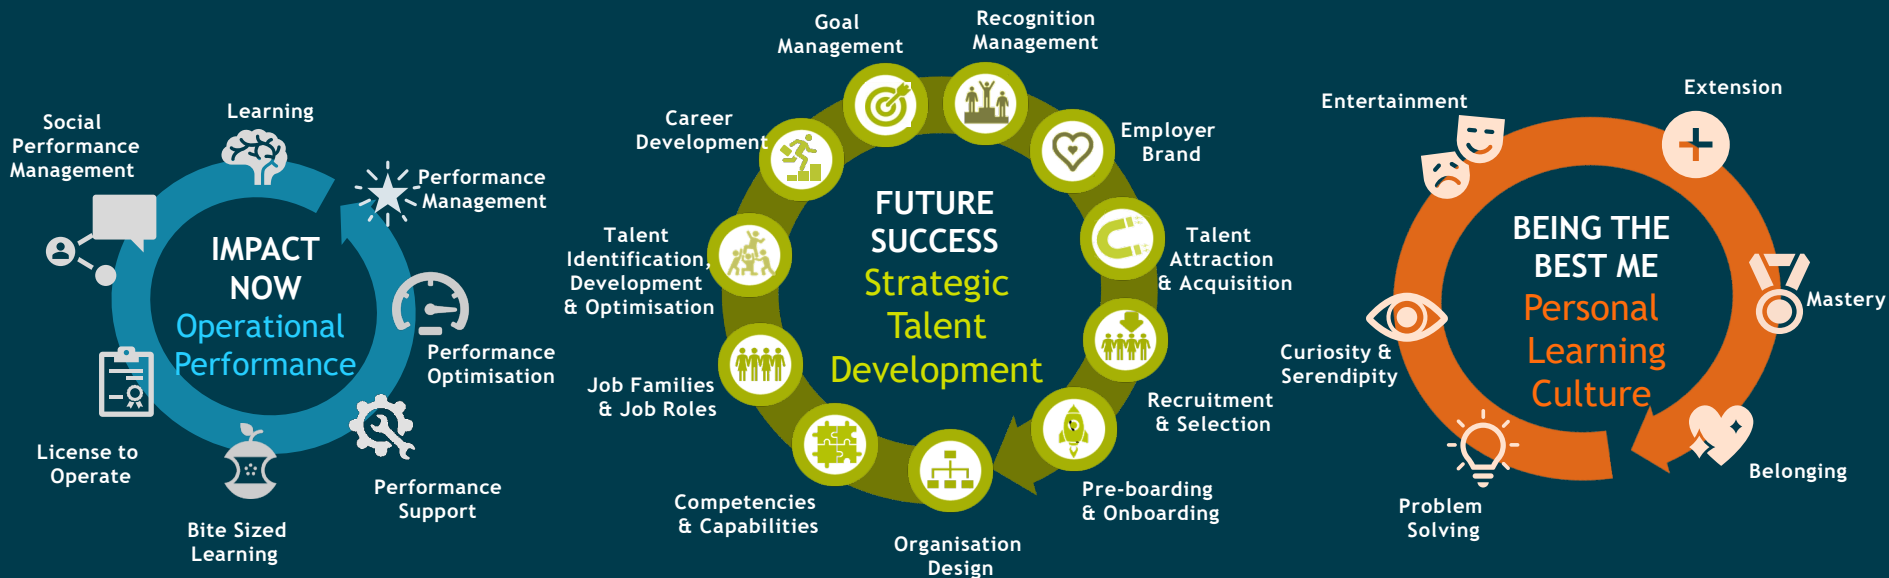 Social
Performance
Management
Learning
Performance
Management
IMPACT
NOW
Operational
Performance
Performance
Optimisation
License to
Operate
Performance
Support
Bite Sized
Learning
Goal
Management
Recognition
Management
Career
Development
Employer
Brand
FUTURE
SUCCESS
Strategic
Talent
Development
Talent
Identification,
Development
& Optimisation
Talent
Attraction
& Acquisition
Job Families
& Job Roles
Recruitment
& Selection
Competencies
& Capabilities
Pre-boarding
& Onboarding
Organisation
Design
Entertainment
Extension
BEING THE
BEST ME
Personal
Learning
Culture
Mastery
Curiosity &
Serendipity
Belonging
Problem
Solving